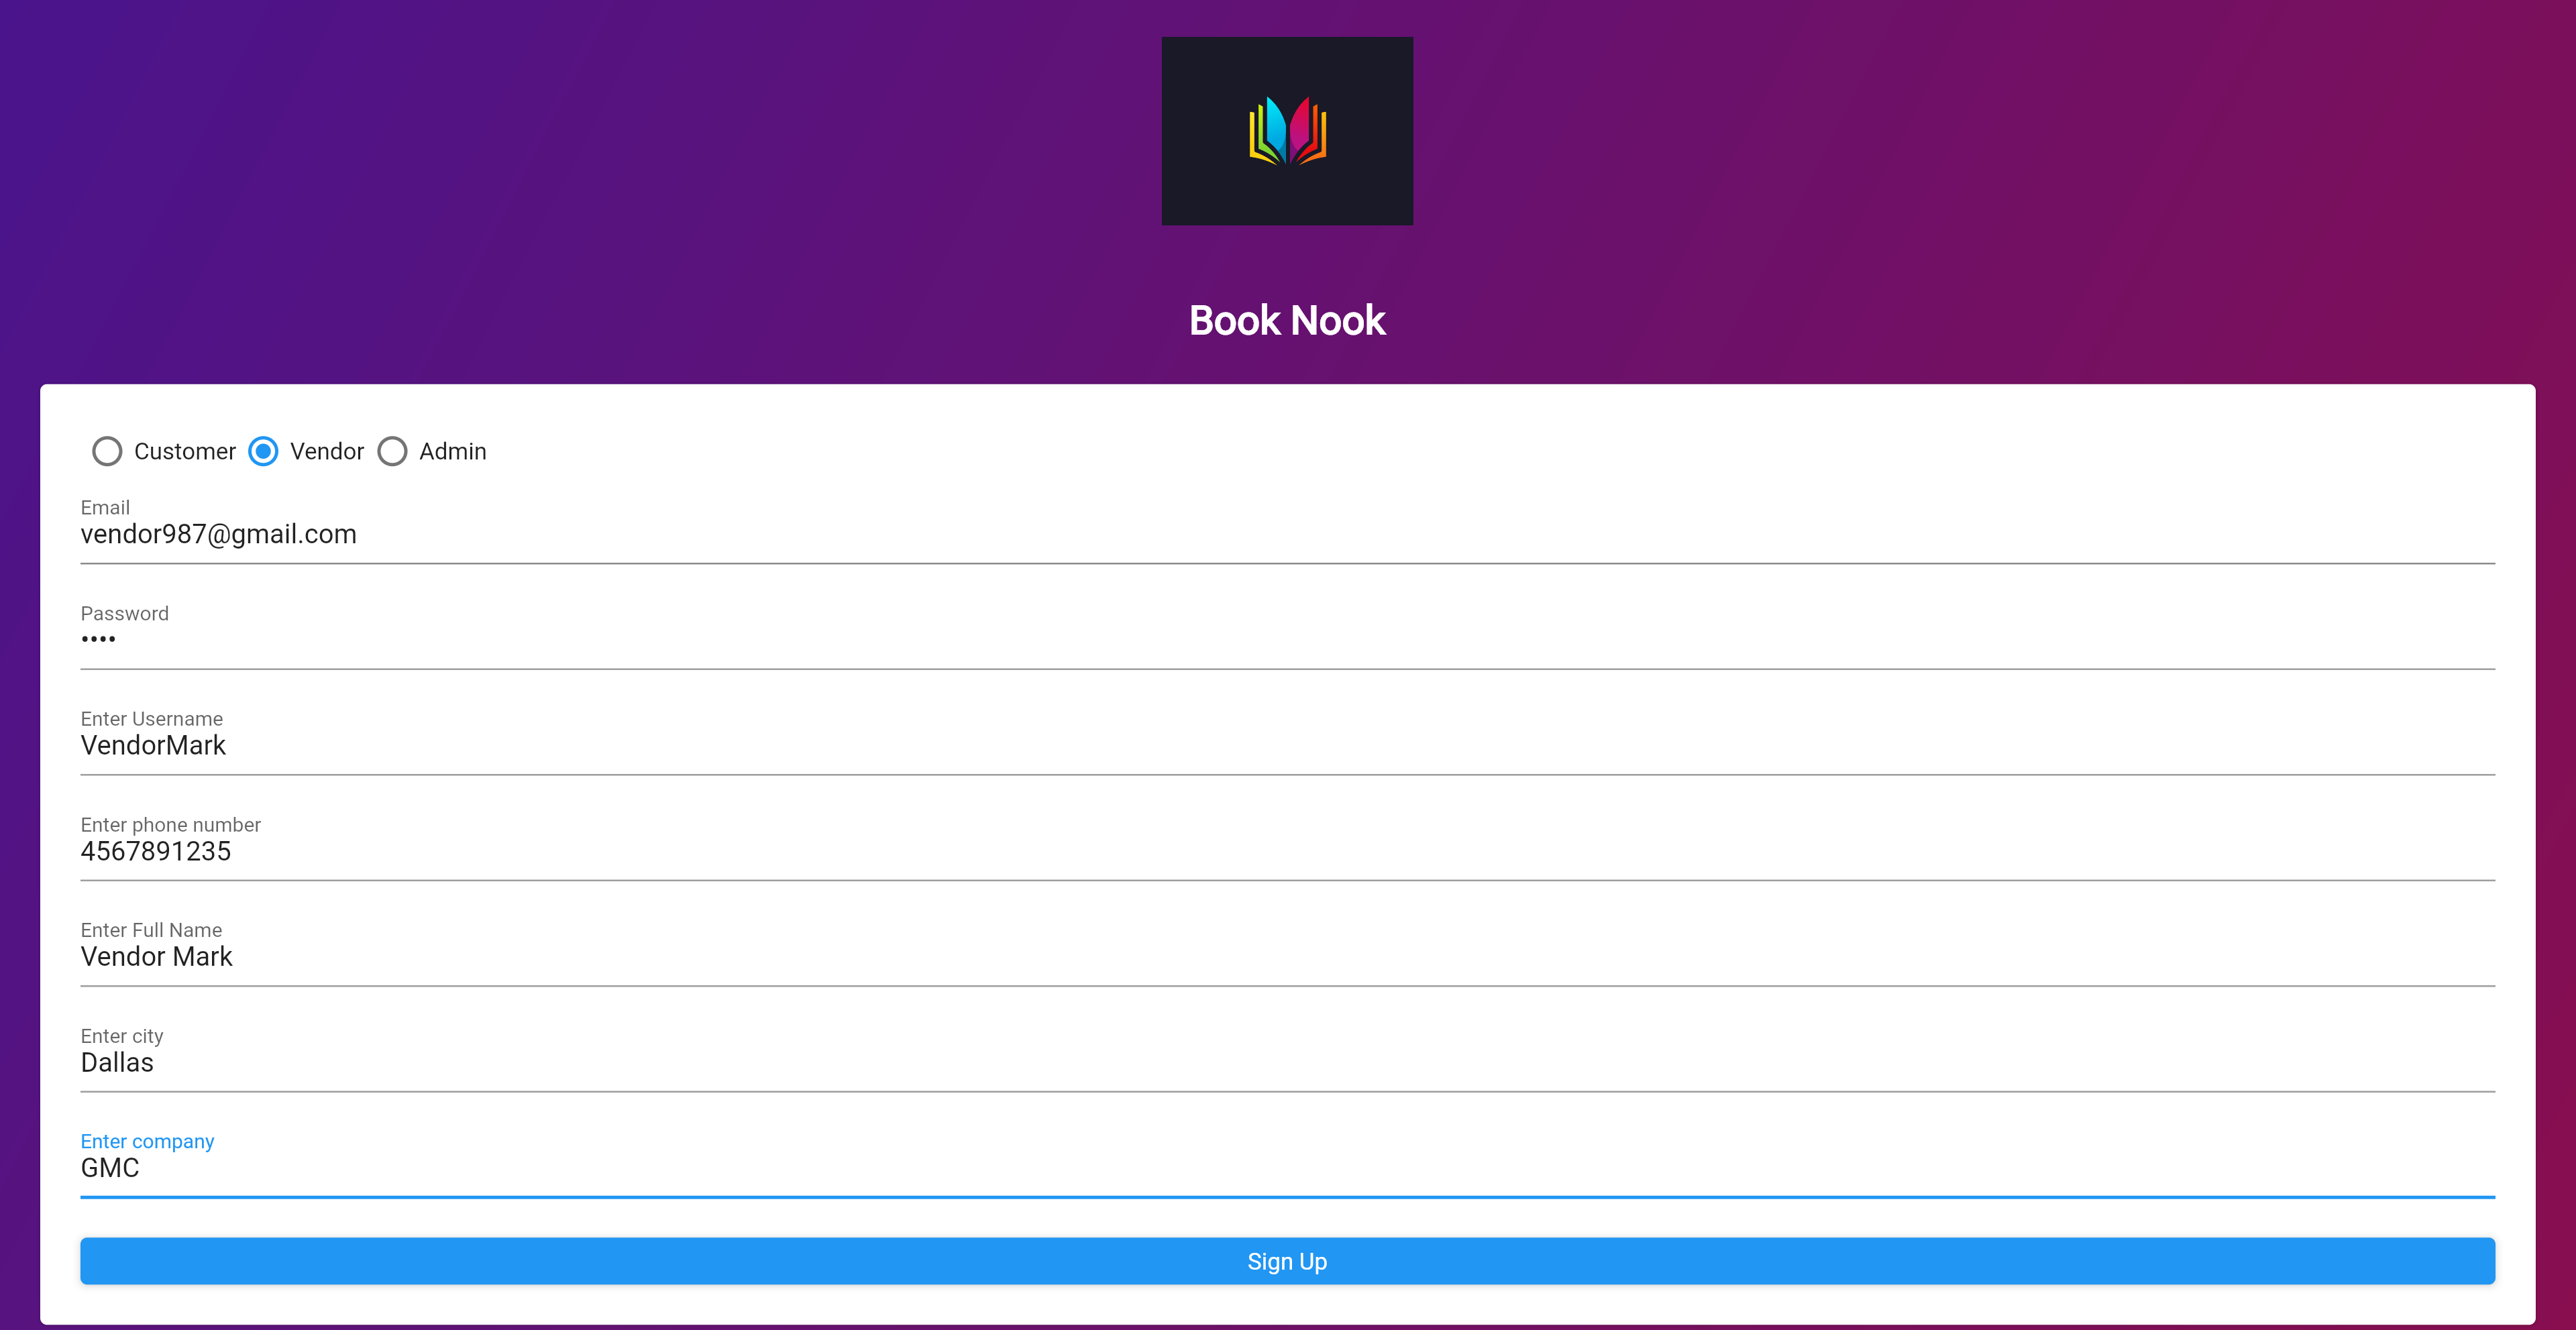 Book Nook
Customer Vendor Admin
Email
vendor987@gmail.com
Password
••••
Enter Username
VendorMark
Enter phone number
4567891235
Enter Full Name
Vendor Mark
Enter city
Dallas
Enter company
GMC
Sign Up